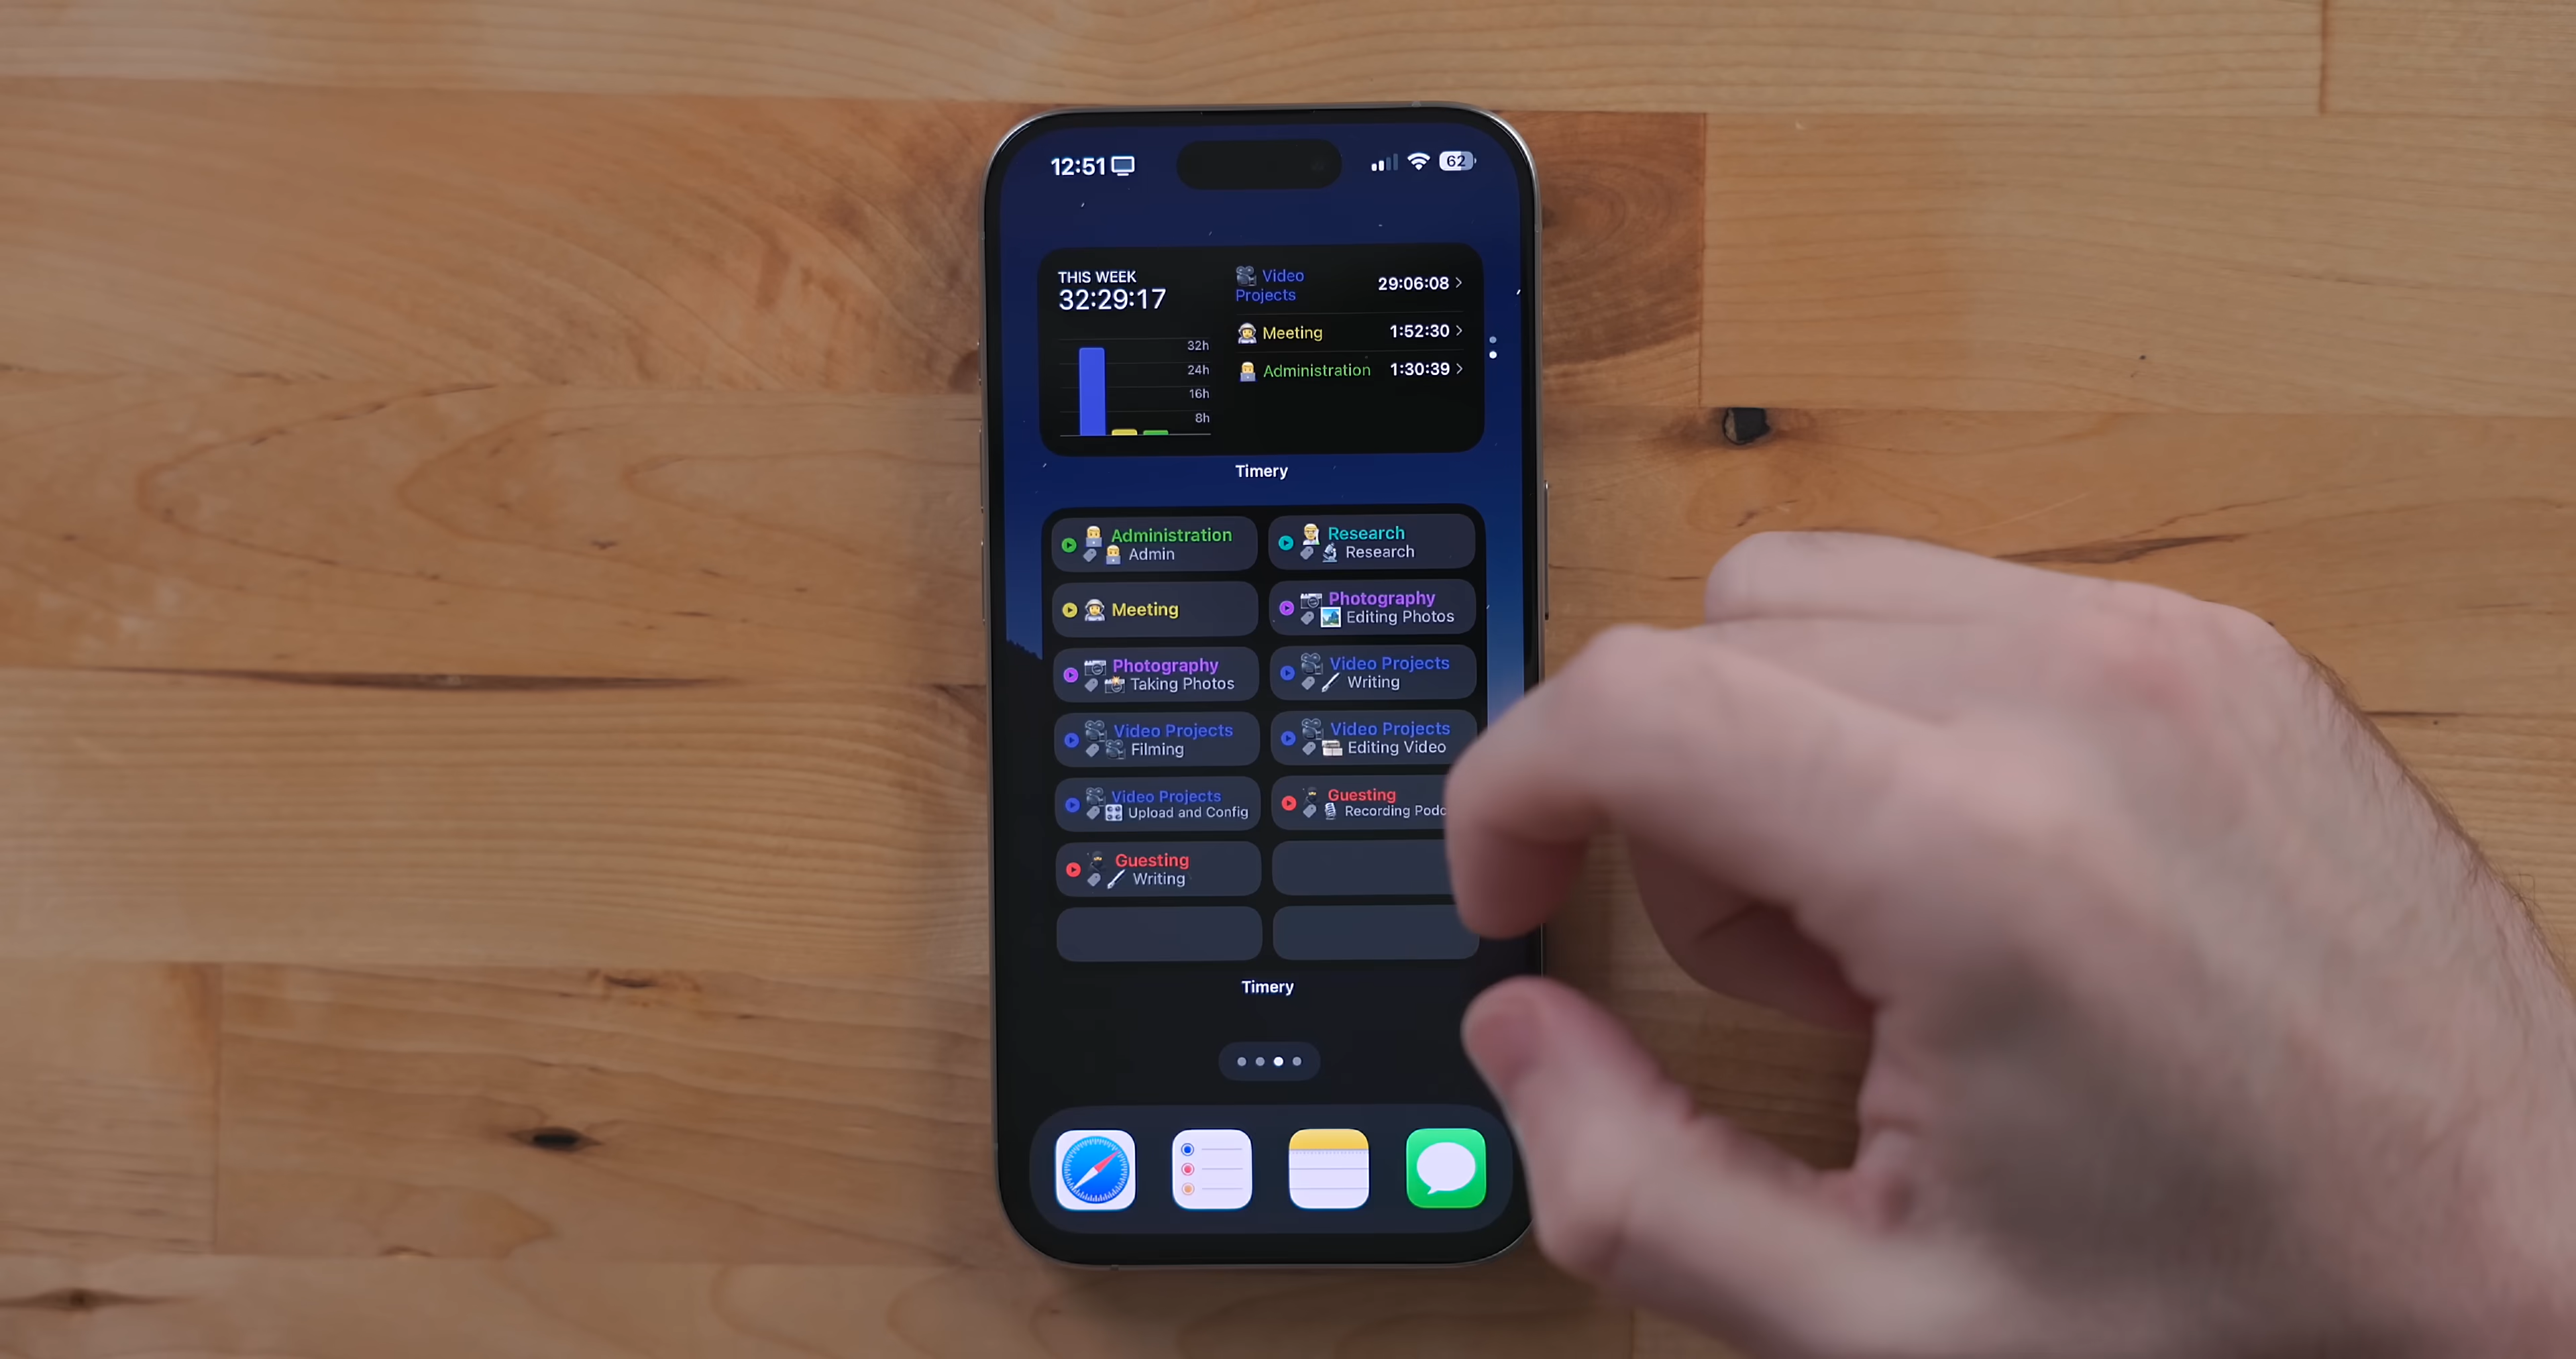 12:51
62
THIS WEEK
32:29:17
32h
24h
16h
8h
Video
Projects
29:06:08
Meeting
1:52:30
Administration
1:30:39
Timery
Administration
Admin
Research
Research
Meeting
Photography
Editing Photos
Photography
Taking Photos
Video Projects
Writing
Video Projects
Filming
Video Projects
Editing Video
Video Projects
Upload and Config
Guesting
Recording
Guesting
Writing
Timery